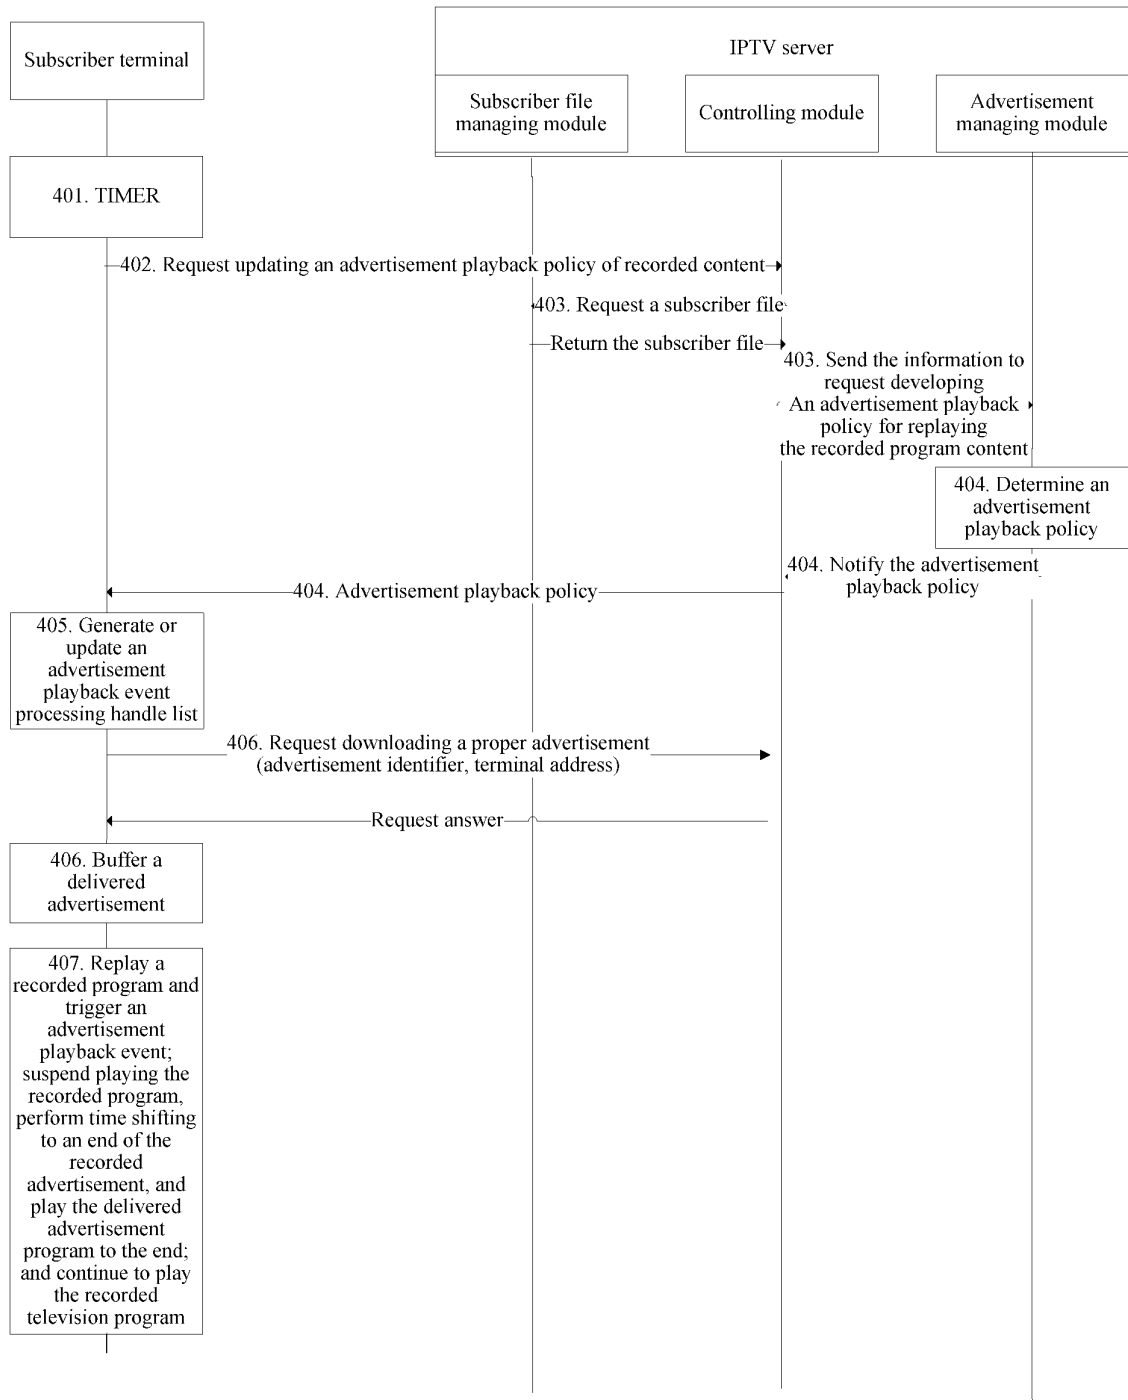 Subscriber terminal
IPTV server
Subscriber file
managing module
Controlling module
Advertisement
managing module
401. TIMER
402. Request updating an advertisement playback policy of recorded content
403. Request a subscriber file
Return the subscriber file
403. Send the information to
request developing
An advertisement playback
policy for replaying
the recorded program content
404. Determine an
advertisement
playback policy
404. Notify the advertisement
playback policy
404. Advertisement playback policy
405. Generate or
update an
advertisement
playback event
processing handle list
406. Request downloading a proper advertisement
(advertisement identifier, terminal address)
Request answer
406. Buffer a
delivered
advertisement
407. Replay a
recorded program and
trigger an
advertisement
playback event;
suspend playing the
recorded program,
perform time shifting
to an end of the
recorded
advertisement, and
play the delivered
advertisement
program to the end;
and continue to play
the recorded
television program